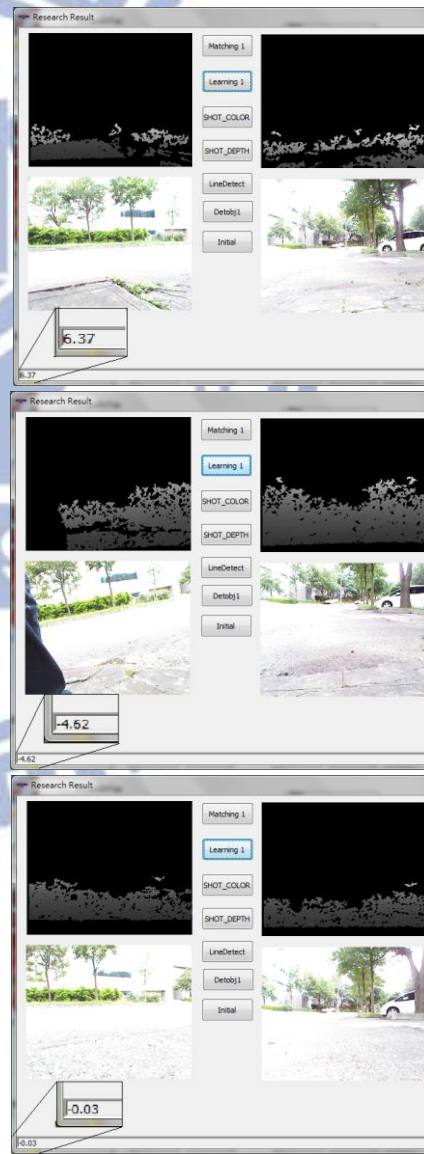 Research Result
Matching 1
Learning 1
SHOT_COLOR
SHOT_DEPTH
LineDetect
Detobj1
Initial
6.37
6.37
Research Result
Matching 1
Learning 1
SHOT_COLOR
SHOT_DEPTH
LineDetect
Detobj1
Initial
-4.62
-4.62
Research Result
Matching 1
Learning 1
SHOT_COLOR
SHOT_DEPTH
LineDetect
Detobj1
Initial
-0.03
-0.03